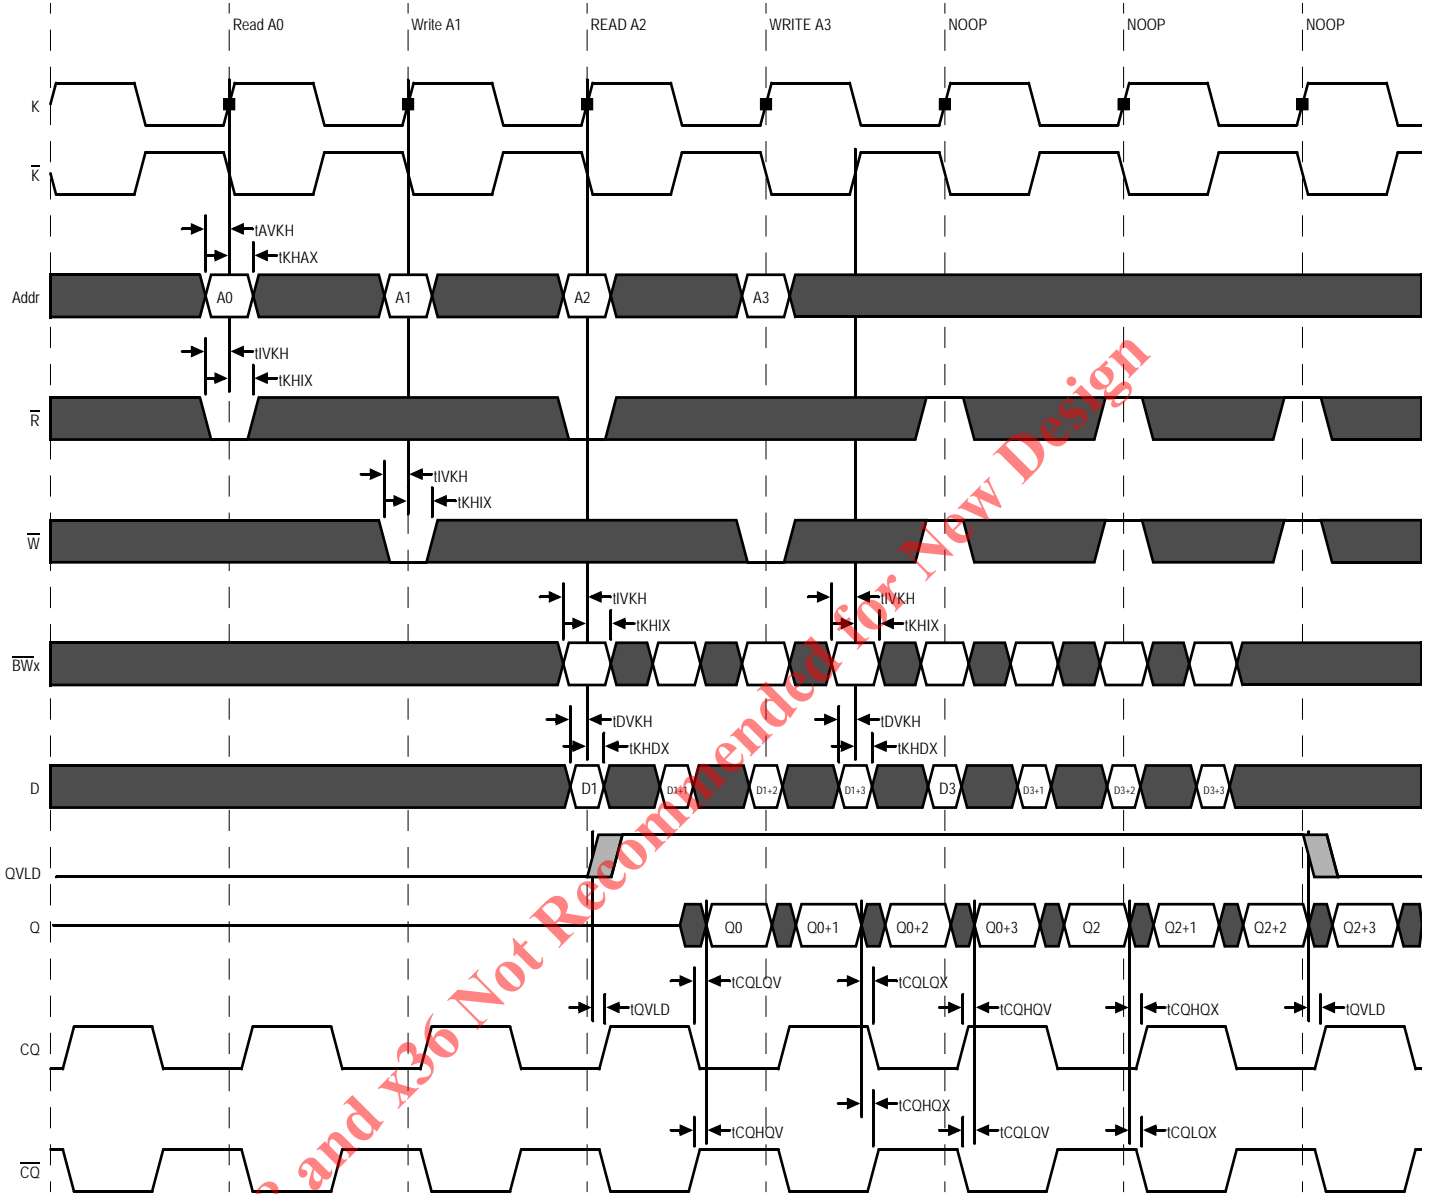 Read A0 Write A1 READ A2 WRITE A3 NOOP NOOP NOOP
K
K
tAVKH
tKHAX
Addr A0 A1 A2 A3
tIVKH
tKHIX
R
tIVKH
tKHIX
W
tIVKH tIVKH
tKHIX tKHIX
BWx
tDVKH tDVKH
tKHDX tKHDX
D D1 D1+1 D1+2 D1+3 D3 D3+1 D3+2 D3+3
QVLD
Q Q0 Q0+1 Q0+2 Q0+3 Q2 Q2+1 Q2+2 Q2+3
tCQLQV tCQLQX
tQVLD tCQHQV tCQHQX tQVLD
CQ
tCQHQX
tCQHQV tCQLQV tCQLQX
CQ
and x36 Not Recommended for New Design